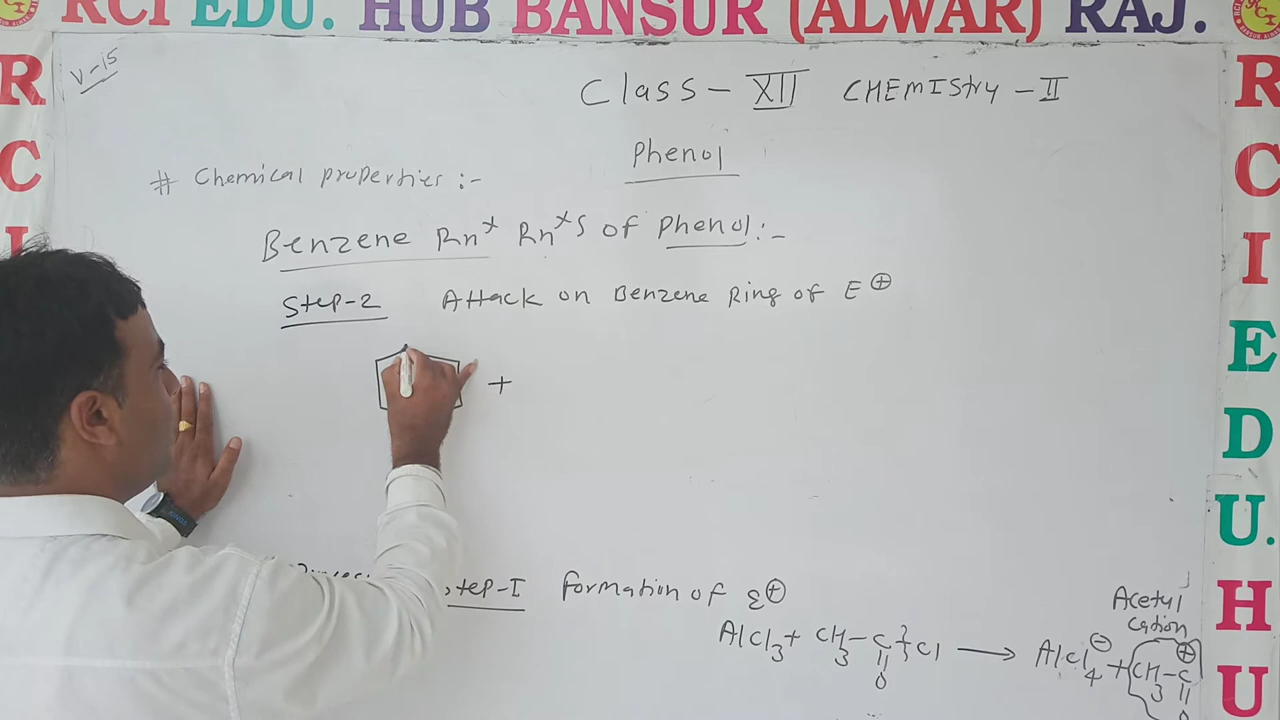 RCI EDU. HUB BANSUR (ALWAR) RAJ.
V-15
Class - XII CHEMIStry - II
Phenol
# Chemical properties :-
Benzene Rnˣ Rnˣs of Phenol :-
Step-2 Attack on Benzene Ring of E⊕
+
Step-I formation of ε⊕
Acetyl
Cation
AlCl3 + CH3-C-Cl ⟶ AlCl4⊖ + CH3-C⊕
O
R
C
I
R
C
I
E
D
U.
H
U